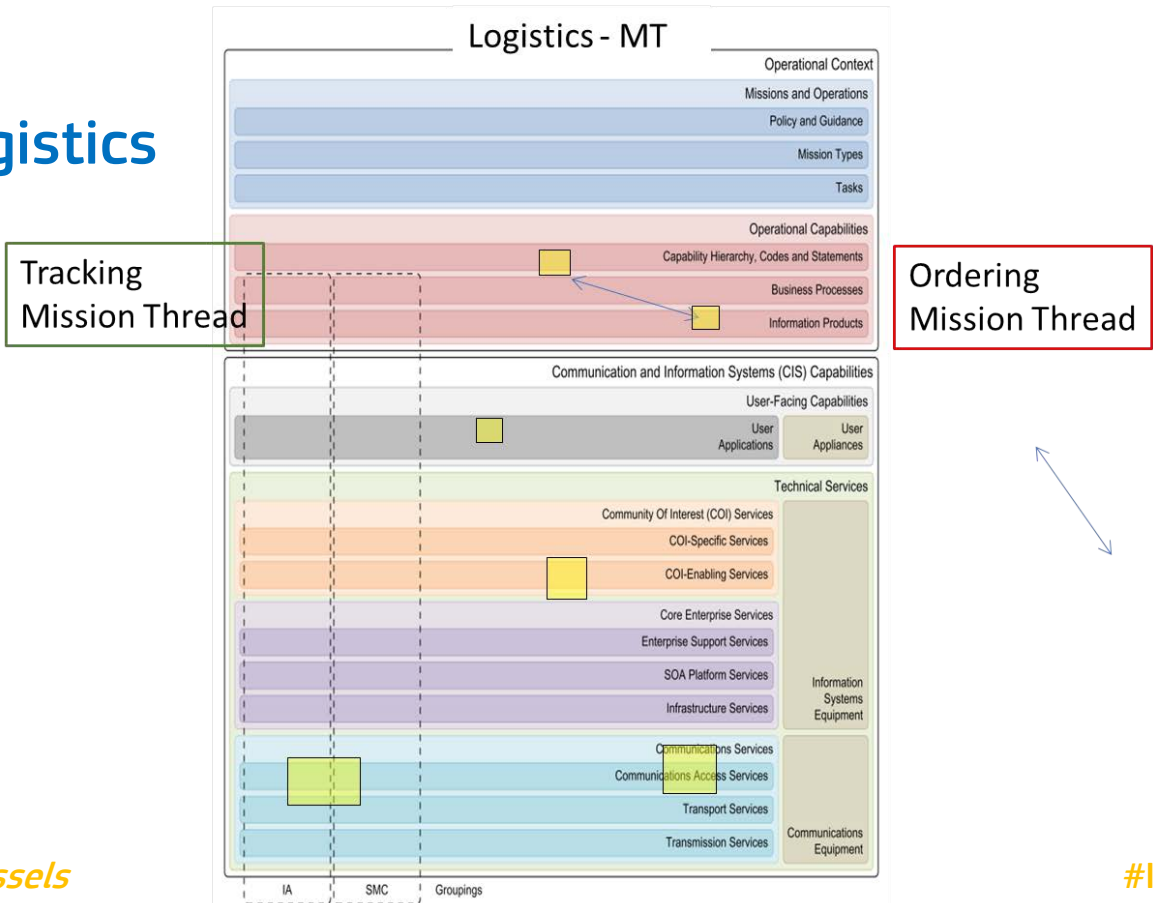 Logistics - MT
Operational Context
Missions and Operations
Policy and Guidance
Mission Types
Tasks
gistics
Operational Capabilities
Capability Hierarchy, Codes and Statements
Business Processes
Information Products
Tracking
Mission Thread
Ordering
Mission Thread
Communication and Information Systems (CIS) Capabilities
User-Facing Capabilities
User
Applications
User
Appliances
Technical Services
Community Of Interest (COI) Services
COI-Specific Services
COI-Enabling Services
Core Enterprise Services
Enterprise Support Services
SOA Platform Services
Infrastructure Services
Information
Systems
Equipment
Communications Services
Communications Access Services
Transport Services
Transmission Services
Communications
Equipment
IA
SMC
Groupings
ssels
#I